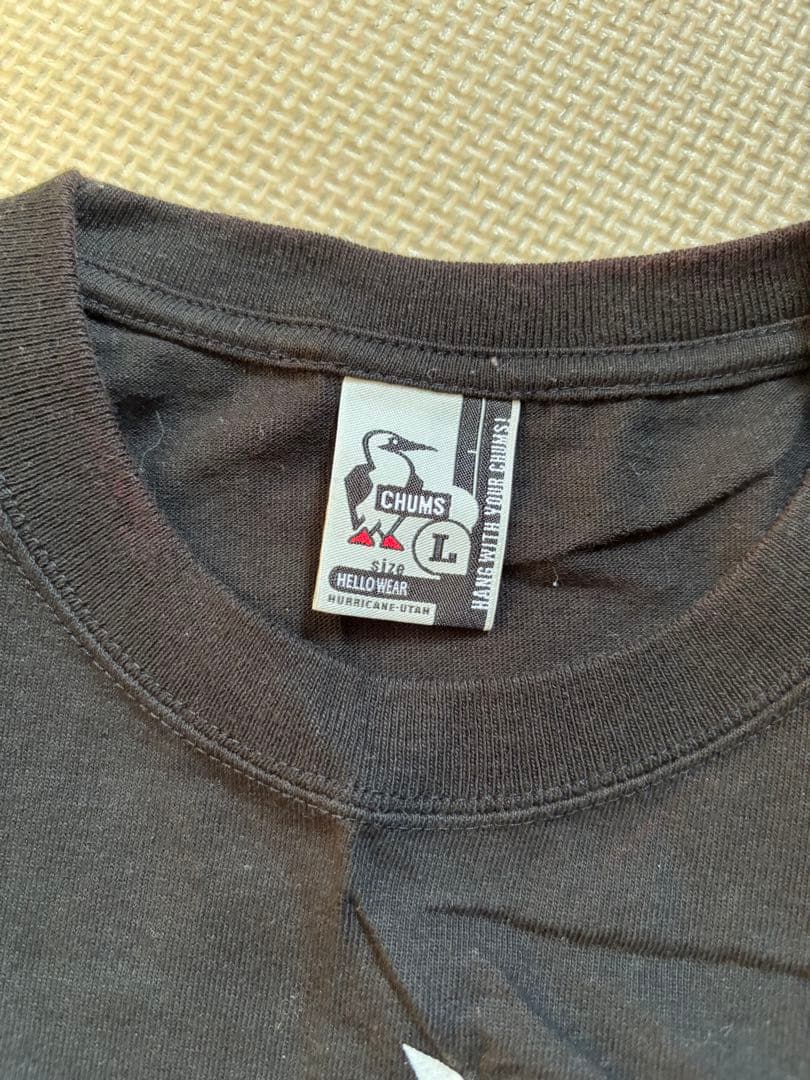 CHUMS
L
size
HELLO WEAR
HURRICANE-UTAH
HANG WITH YOUR CHUMS!